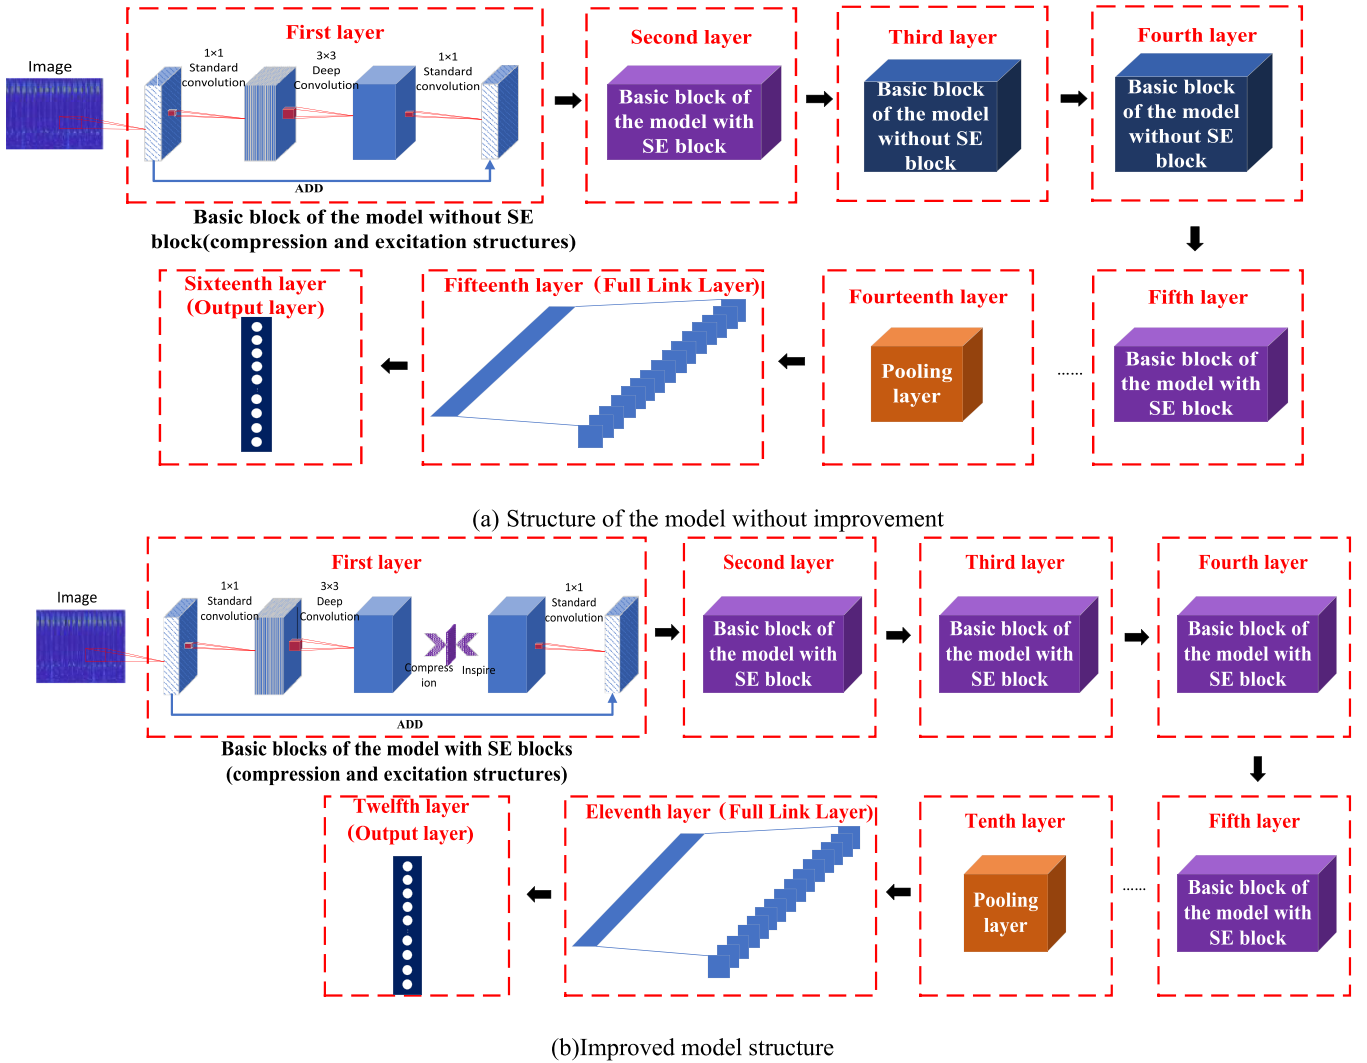 First layer
Image
1×1
Standard
convolution
3×3
Deep
Convolution
1×1
Standard
convolution
ADD
Basic block of the model without SE
block(compression and excitation structures)
Second layer
Basic block of
the model with
SE block
Third layer
Basic block
of the model
without SE
block
Fourth layer
Basic block
of the model
without SE
block
Fifth layer
Basic block of
the model with
SE block
......
Fourteenth layer
Pooling
layer
Fifteenth layer（Full Link Layer)
Sixteenth layer
（Output layer）
(a) Structure of the model without improvement
First layer
Image
1×1
Standard
convolution
3×3
Deep
Convolution
Compress
ion
Inspire
1×1
Standard
convolution
ADD
Basic blocks of the model with SE blocks
(compression and excitation structures)
Second layer
Basic block of
the model with
SE block
Third layer
Basic block of
the model with
SE block
Fourth layer
Basic block of
the model with
SE block
Fifth layer
Basic block of
the model with
SE block
......
Tenth layer
Pooling
layer
Eleventh layer（Full Link Layer)
Twelfth layer
（Output layer）
(b)Improved model structure